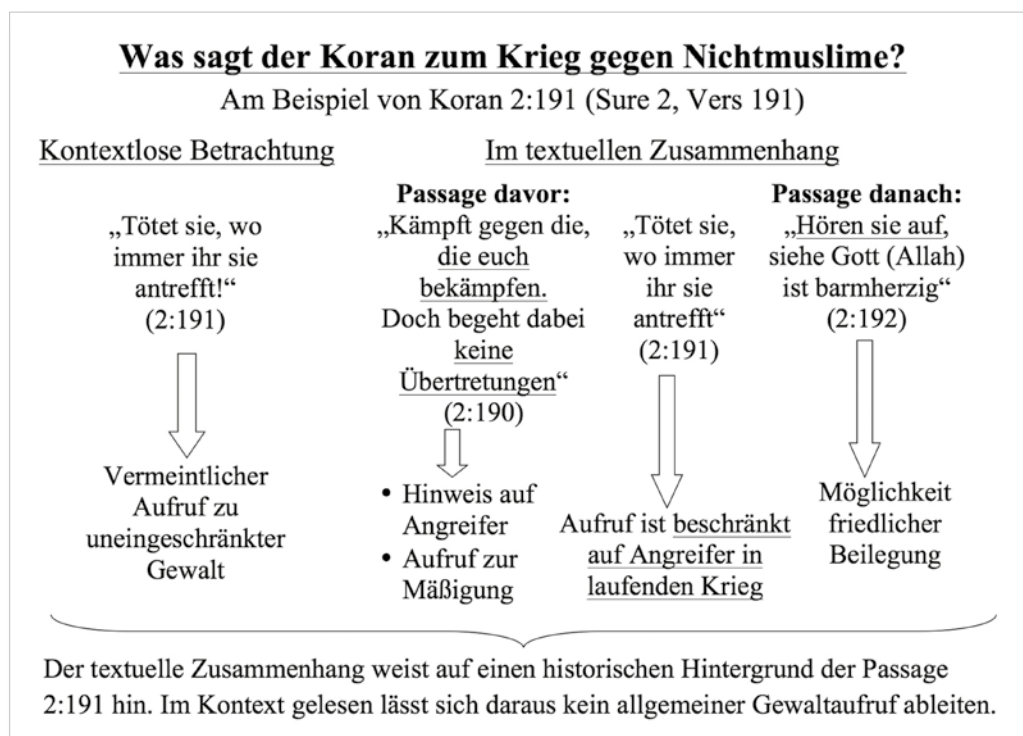 Was sagt der Koran zum Krieg gegen Nichtmuslime?
Am Beispiel von Koran 2:191 (Sure 2, Vers 191)
Kontextlose Betrachtung
„Tötet sie, wo
immer ihr sie
antrefft!“
(2:191)
Vermeintlicher
Aufruf zu
uneingeschränkter
Gewalt
Im textuellen Zusammenhang
Passage davor:
„Kämpft gegen die,
die euch
bekämpfen.
Doch begeht dabei
keine
Übertretungen“
(2:190)
• Hinweis auf
Angreifer
• Aufruf zur
Mäßigung
„Tötet sie,
wo immer
ihr sie
antrefft“
(2:191)
Aufruf ist beschränkt
auf Angreifer in
laufenden Krieg
Passage danach:
„Hören sie auf,
siehe Gott (Allah)
ist barmherzig“
(2:192)
Möglichkeit
friedlicher
Beilegung
Der textuelle Zusammenhang weist auf einen historischen Hintergrund der Passage
2:191 hin. Im Kontext gelesen lässt sich daraus kein allgemeiner Gewaltaufruf ableiten.